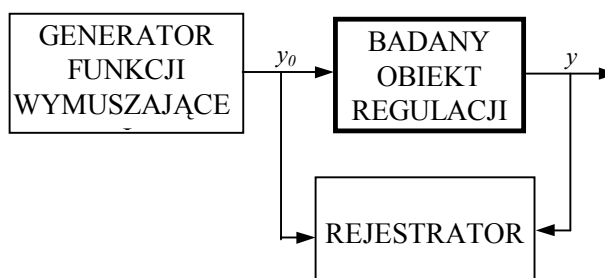 GENERATOR
FUNKCJI
WYMUSZAJĄCE
y₀
BADANY
OBIEKT
REGULACJI
y
REJESTRATOR